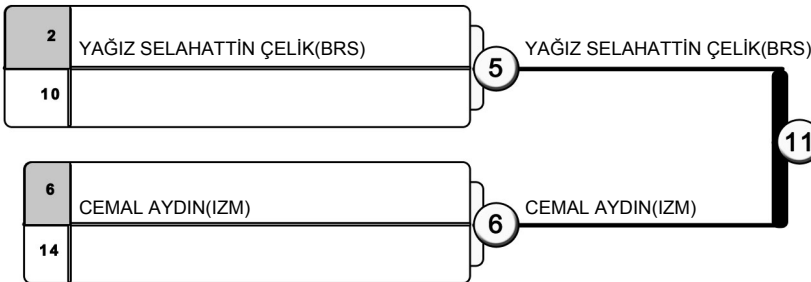 2
YAĞIZ SELAHATTİN ÇELİK(BRS)
10
5
YAĞIZ SELAHATTİN ÇELİK(BRS)
11
6
CEMAL AYDIN(IZM)
14
6
CEMAL AYDIN(IZM)